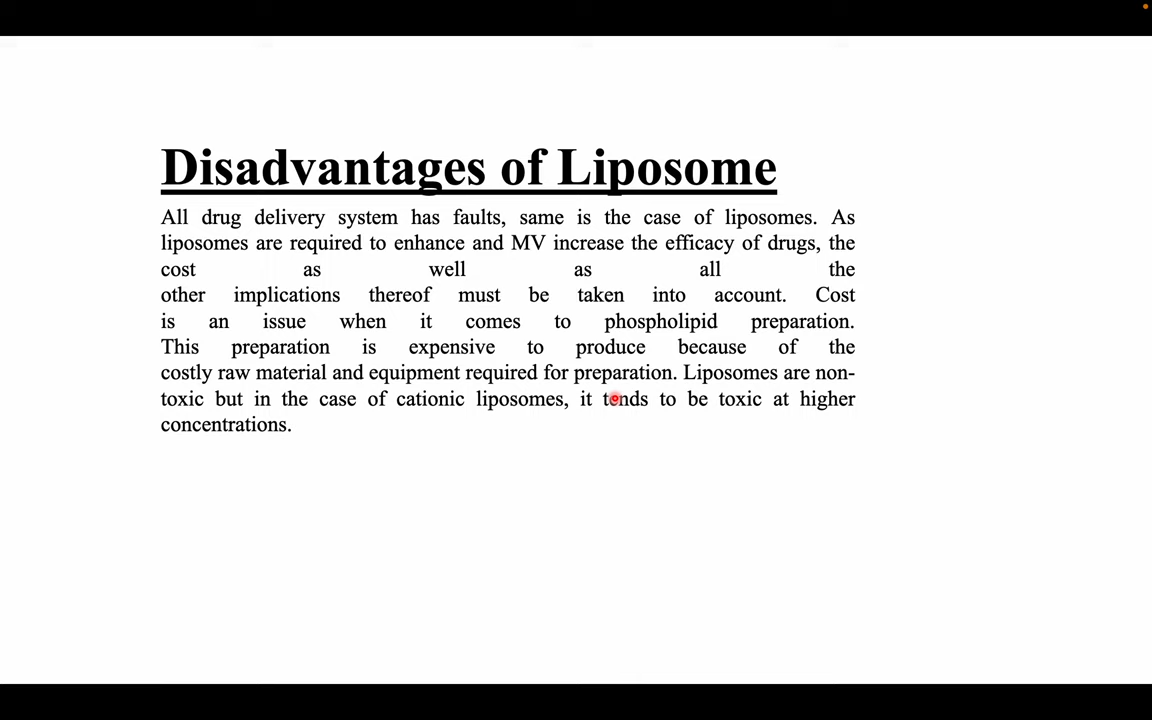 Disadvantages of Liposome
All drug delivery system has faults, same is the case of liposomes. As
liposomes are required to enhance and MV increase the efficacy of drugs, the
cost as well as all the
other implications thereof must be taken into account. Cost
is an issue when it comes to phospholipid preparation.
This preparation is expensive to produce because of the
costly raw material and equipment required for preparation. Liposomes are non-
toxic but in the case of cationic liposomes, it tends to be toxic at higher
concentrations.